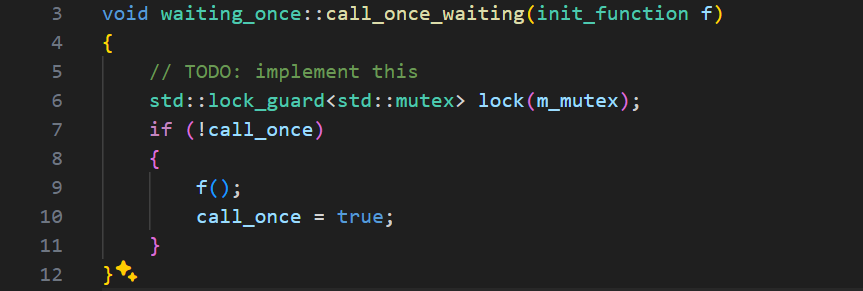 3 void waiting_once::call_once_waiting(init_function f)
4 {
5     // TODO: implement this
6     std::lock_guard<std::mutex> lock(m_mutex);
7     if (!call_once)
8     {
9         f();
10         call_once = true;
11     }
12 }